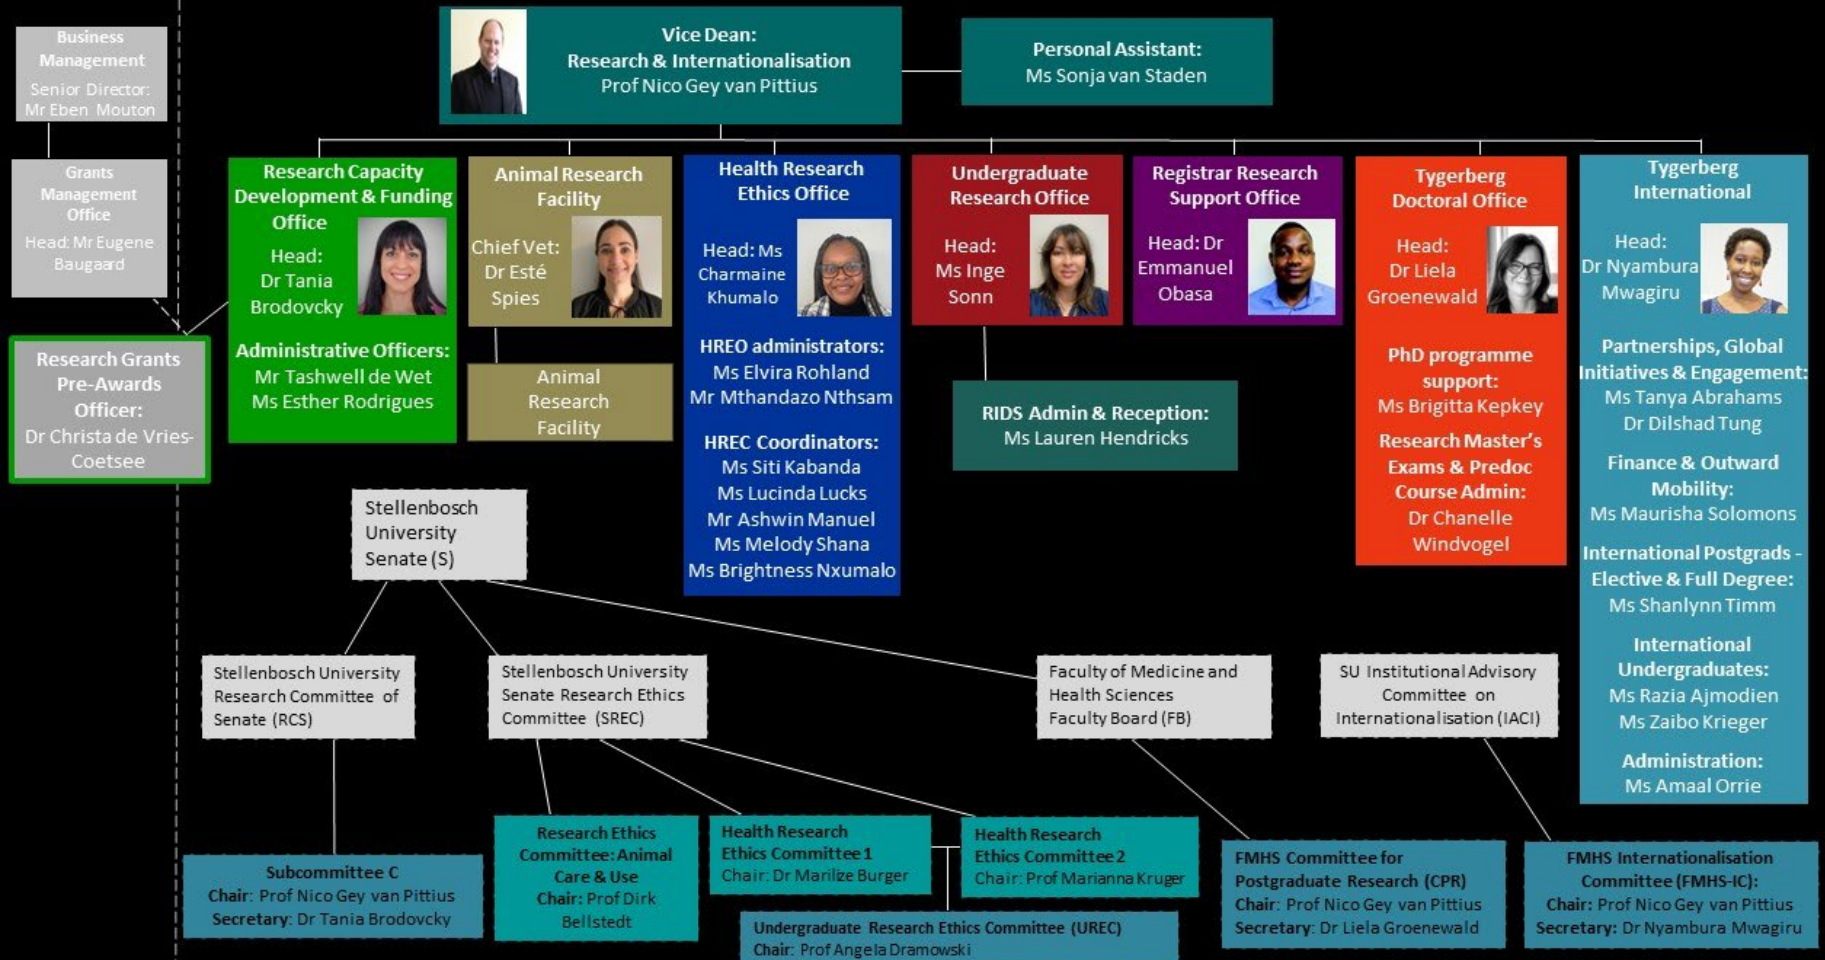 Business
Management
Senior Director:
Mr Eben Mouton
Grants
Management
Office
Head: Mr Eugene
Baugaard
Research Grants
Pre-Awards
Officer:
Dr Christa de Vries-
Coetsee
Vice Dean:
Research & Internationalisation
Prof Nico Gey van Pittius
Personal Assistant:
Ms Sonja van Staden
Research Capacity
Development & Funding
Office
Head:
Dr Tania
Brodovcky
Administrative Officers:
Mr Tashwell de Wet
Ms Esther Rodrigues
Animal Research
Facility
Chief Vet:
Dr Esté
Spies
Animal
Research
Facility
Health Research
Ethics Office
Head: Ms
Charmaine
Khumalo
HREO administrators:
Ms Elvira Rohland
Mr Mthandazo Nthsam
HREC Coordinators:
Ms Siti Kabanda
Ms Lucinda Lucks
Mr Ashwin Manuel
Ms Melody Shana
Ms Brightness Nxumalo
Undergraduate
Research Office
Head:
Ms Inge
Sonn
RIDS Admin & Reception:
Ms Lauren Hendricks
Registrar Research
Support Office
Head: Dr
Emmanuel
Obasa
Tygerberg
Doctoral Office
Head:
Dr Liela
Groenewald
PhD programme
support:
Ms Brigitta Kepkey
Research Master's
Exams & Predoc
Course Admin:
Dr Chanelle
Windvogel
Tygerberg
International
Head:
Dr Nyambura
Mwagiru
Partnerships, Global
Initiatives & Engagement:
Ms Tanya Abrahams
Dr Dilshad Tung
Finance & Outward
Mobility:
Ms Maurisha Solomons
International Postgrads -
Elective & Full Degree:
Ms Shanlynn Timm
International
Undergraduates:
Ms Razia Ajmodien
Ms Zaibo Krieger
Administration:
Ms Amaal Orrie
Stellenbosch
University
Senate (S)
Stellenbosch University
Research Committee of
Senate (RCS)
Stellenbosch University
Senate Research Ethics
Committee (SREC)
Faculty of Medicine and
Health Sciences
Faculty Board (FB)
SU Institutional Advisory
Committee on
Internationalisation (IACI)
Subcommittee C
Chair: Prof Nico Gey van Pittius
Secretary: Dr Tania Brodovcky
Research Ethics
Committee: Animal
Care & Use
Chair: Prof Dirk
Bellstedt
Health Research
Ethics Committee 1
Chair: Dr Marilize Burger
Health Research
Ethics Committee 2
Chair: Prof Marianna Kruger
Undergraduate Research Ethics Committee (UREC)
Chair: Prof Angela Dramowski
FMHS Committee for
Postgraduate Research (CPR)
Chair: Prof Nico Gey van Pittius
Secretary: Dr Liela Groenewald
FMHS Internationalisation
Committee (FMHS-IC):
Chair: Prof Nico Gey van Pittius
Secretary: Dr Nyambura Mwagiru